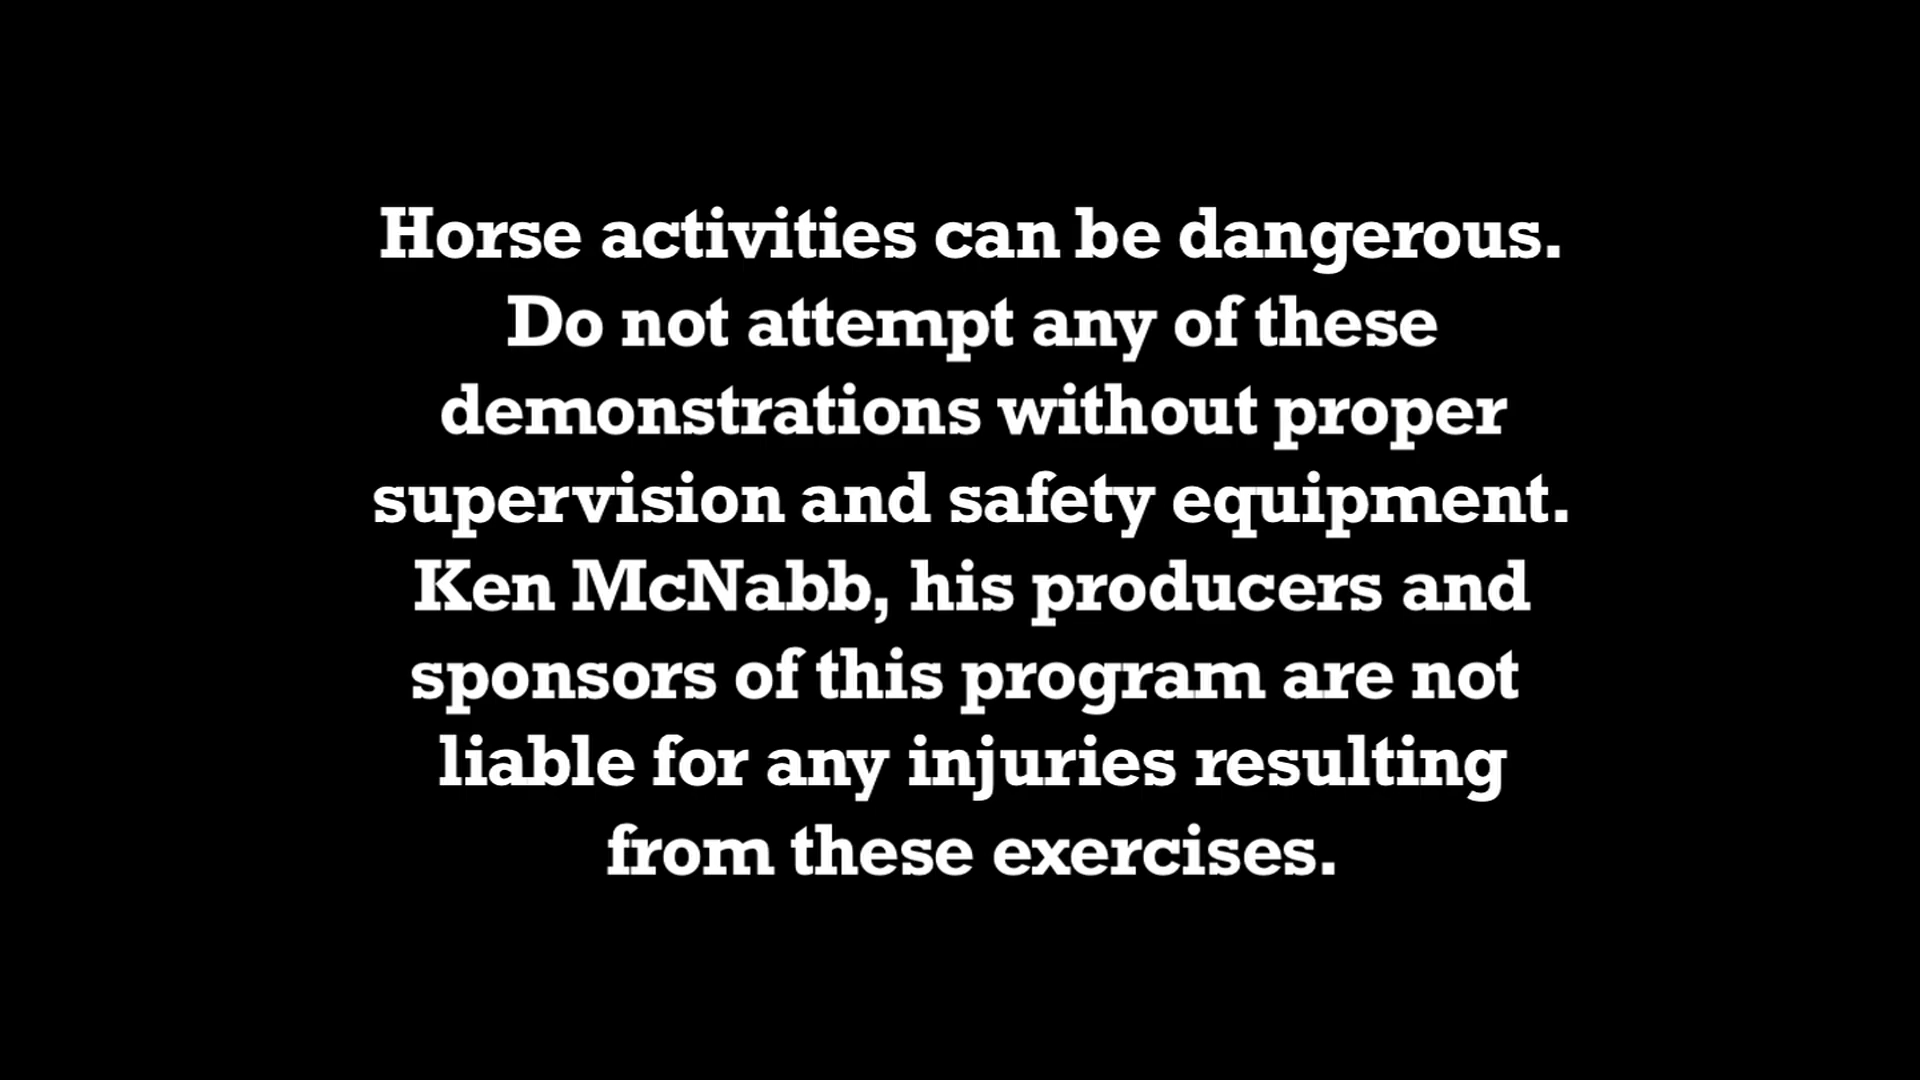 Horse activities can be dangerous.
Do not attempt any of these
demonstrations without proper
supervision and safety equipment.
Ken McNabb, his producers and
sponsors of this program are not
liable for any injuries resulting
from these exercises.